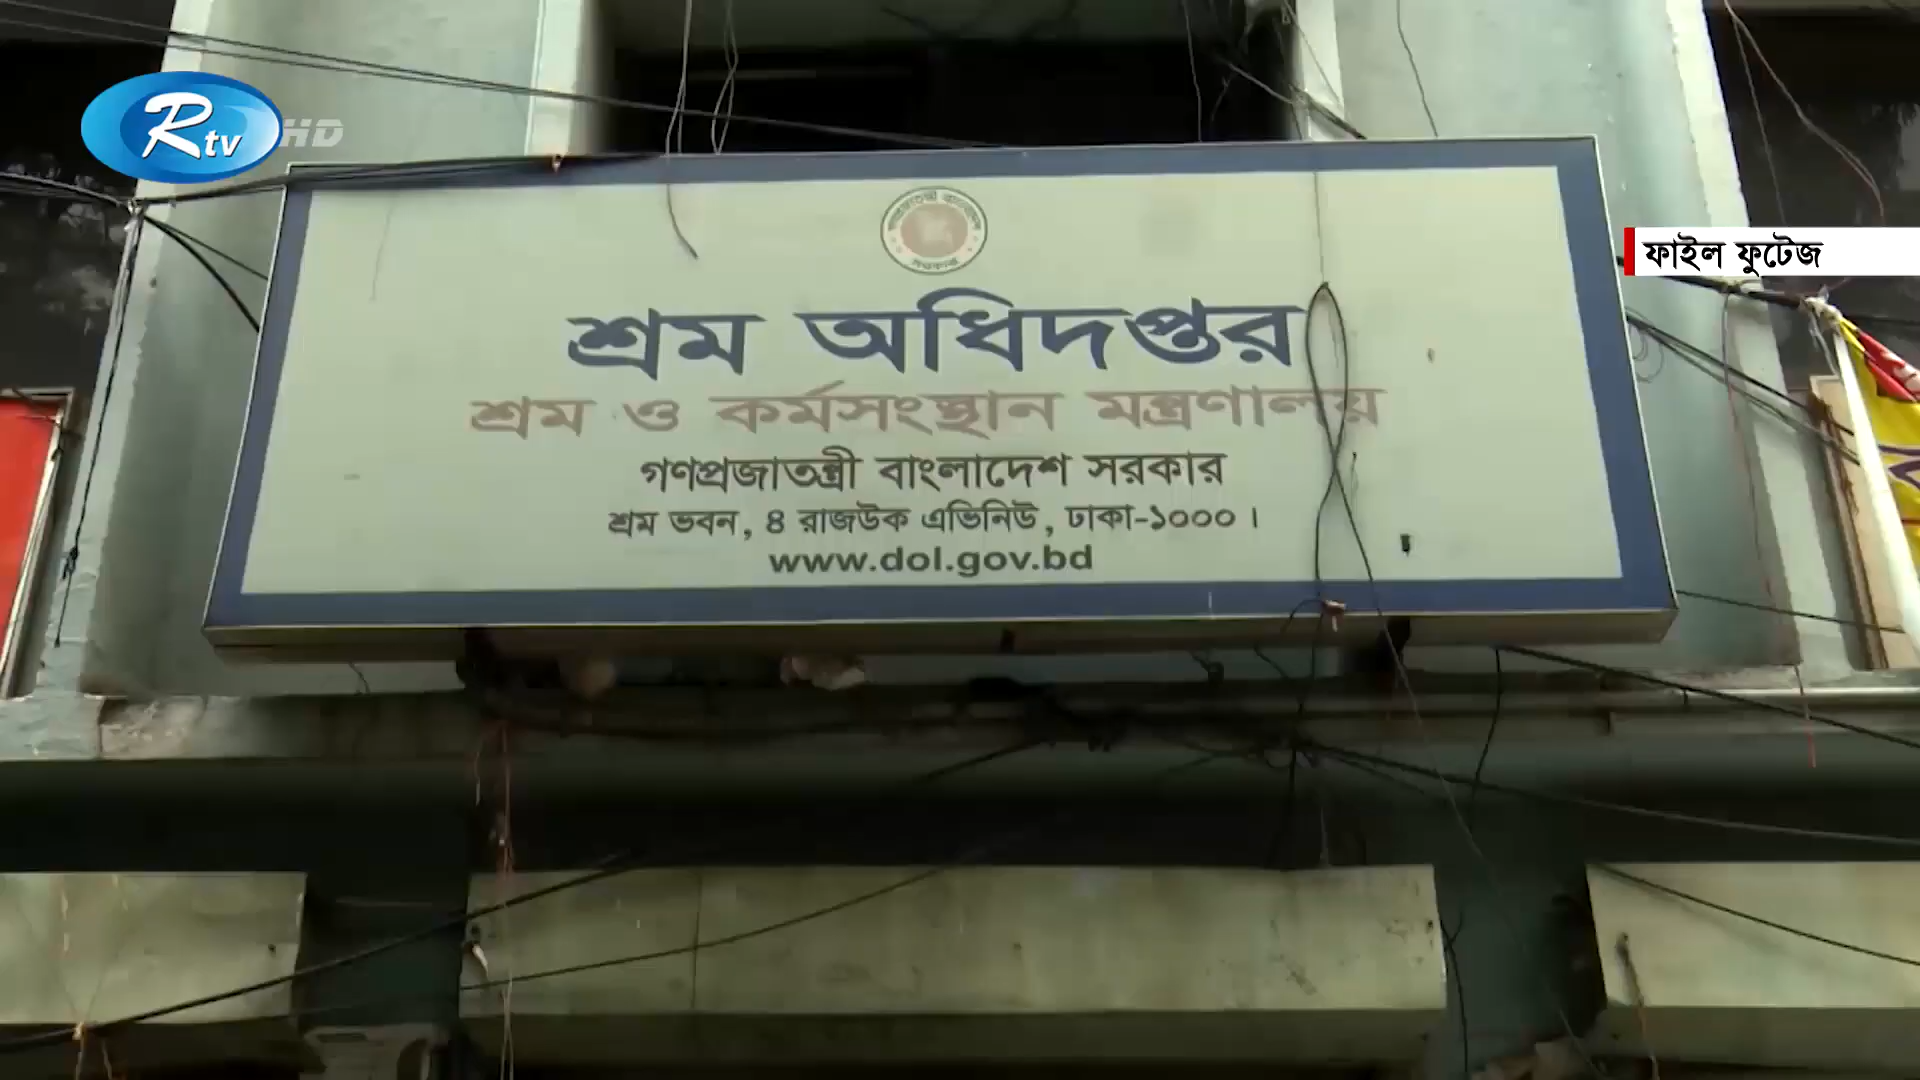 Rtv HD
ফাইল ফুটেজ
শ্রম অধিদপ্তর
শ্রম ও কর্মসংস্থান মন্ত্রণালয়
গণপ্রজাতন্ত্রী বাংলাদেশ সরকার
শ্রম ভবন, ৪ রাজউক এভিনিউ, ঢাকা-১০০০।
www.dol.gov.bd